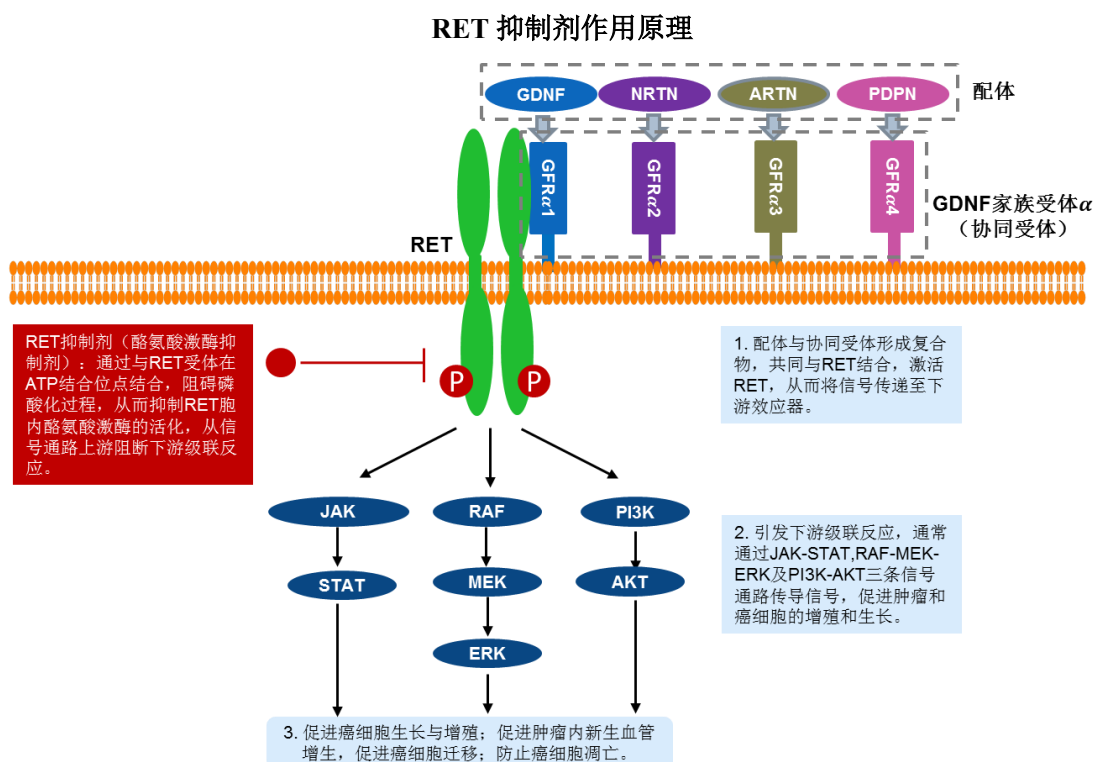 RET 抑制剂作用原理
GDNF
NRTN
ARTN
PDPN
配体
GFRα1
GFRα2
GFRα3
GFRα4
GDNF家族受体α
（协同受体）
RET
RET抑制剂（酪氨酸激酶抑
制剂）：通过与RET受体在
ATP结合位点结合，阻碍磷
酸化过程，从而抑制RET胞
内酪氨酸激酶的活化，从信
号通路上游阻断下游级联反
应。
P
P
1. 配体与协同受体形成复合
物，共同与RET结合，激活
RET，从而将信号传递至下
游效应器。
JAK
RAF
PI3K
STAT
MEK
AKT
ERK
2. 引发下游级联反应，通常
通过JAK-STAT,RAF-MEK-
ERK及PI3K-AKT三条信号
通路传导信号，促进肿瘤和
癌细胞的增殖和生长。
3. 促进癌细胞生长与增殖；促进肿瘤内新生血管
增生，促进癌细胞迁移；防止癌细胞凋亡。